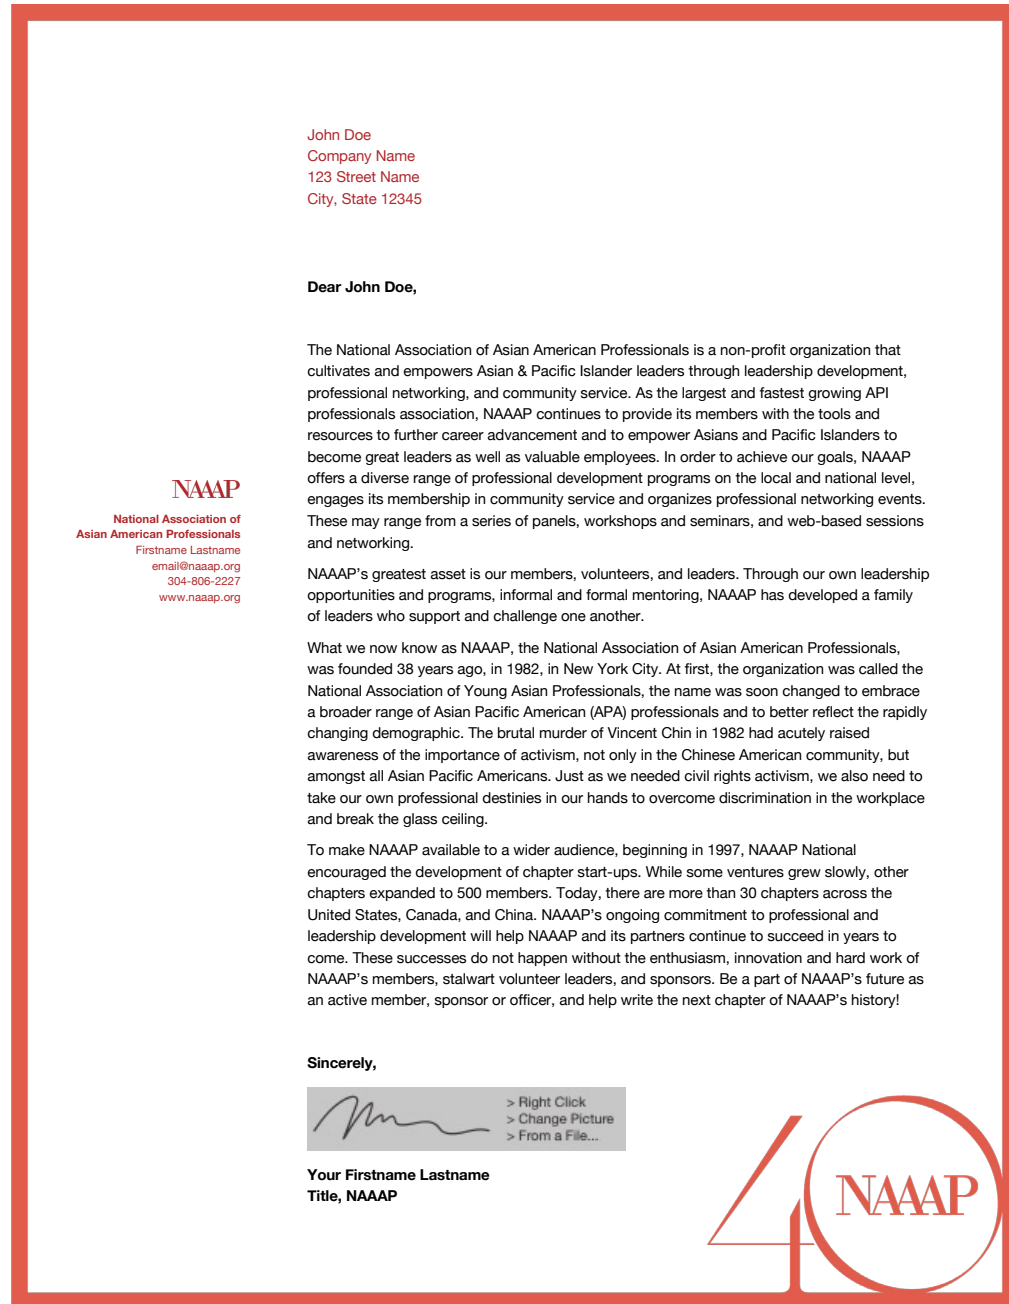 John Doe
Company Name
123 Street Name
City, State 12345
Dear John Doe,
The National Association of Asian American Professionals is a non-profit organization that
cultivates and empowers Asian & Pacific Islander leaders through leadership development,
professional networking, and community service. As the largest and fastest growing API
professionals association, NAAAP continues to provide its members with the tools and
resources to further career advancement and to empower Asians and Pacific Islanders to
become great leaders as well as valuable employees. In order to achieve our goals, NAAAP
offers a diverse range of professional development programs on the local and national level,
engages its membership in community service and organizes professional networking events.
These may range from a series of panels, workshops and seminars, and web-based sessions
and networking.
NAAAP
National Association of
Asian American Professionals
Firstname Lastname
email@naaap.org
304-806-2227
www.naaap.org
NAAAP's greatest asset is our members, volunteers, and leaders. Through our own leadership
opportunities and programs, informal and formal mentoring, NAAAP has developed a family
of leaders who support and challenge one another.
What we now know as NAAAP, the National Association of Asian American Professionals,
was founded 38 years ago, in 1982, in New York City. At first, the organization was called the
National Association of Young Asian Professionals, the name was soon changed to embrace
a broader range of Asian Pacific American (APA) professionals and to better reflect the rapidly
changing demographic. The brutal murder of Vincent Chin in 1982 had acutely raised
awareness of the importance of activism, not only in the Chinese American community, but
amongst all Asian Pacific Americans. Just as we needed civil rights activism, we also need to
take our own professional destinies in our hands to overcome discrimination in the workplace
and break the glass ceiling.
To make NAAAP available to a wider audience, beginning in 1997, NAAAP National
encouraged the development of chapter start-ups. While some ventures grew slowly, other
chapters expanded to 500 members. Today, there are more than 30 chapters across the
United States, Canada, and China. NAAAP's ongoing commitment to professional and
leadership development will help NAAAP and its partners continue to succeed in years to
come. These successes do not happen without the enthusiasm, innovation and hard work of
NAAAP's members, stalwart volunteer leaders, and sponsors. Be a part of NAAAP's future as
an active member, sponsor or officer, and help write the next chapter of NAAAP's history!
Sincerely,
> Right Click
> Change Picture
> From a File...
Your Firstname Lastname
Title, NAAAP
40
NAAAP